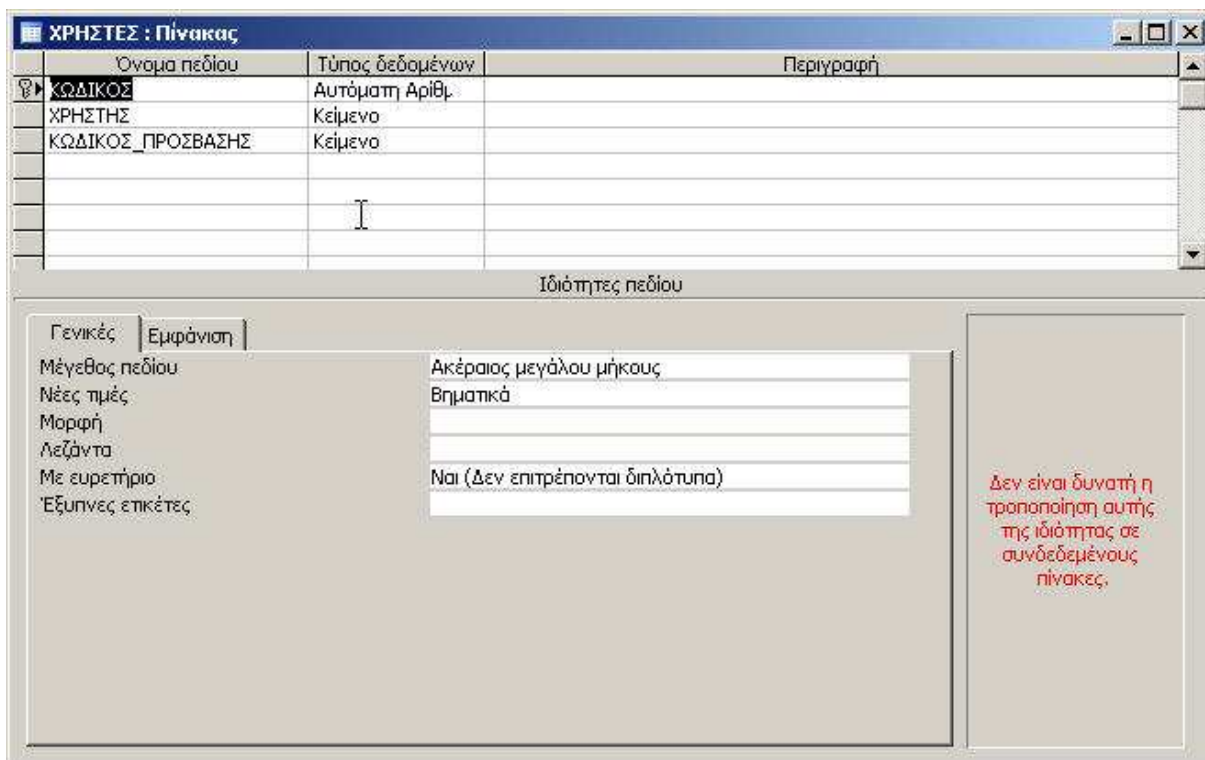 ΧΡΗΣΤΕΣ : Πίνακας
Όνομα πεδίου Τύπος δεδομένων Περιγραφή
ΚΩΔΙΚΟΣ Αυτόματη Αρίθμ
ΧΡΗΣΤΗΣ Κείμενο
ΚΩΔΙΚΟΣ_ΠΡΟΣΒΑΣΗΣ Κείμενο
Ιδιότητες πεδίου
Γενικές Εμφάνιση
Μέγεθος πεδίου Ακέραιος μεγάλου μήκους
Νέες τιμές Βηματικά
Μορφή
Λεζάντα
Με ευρετήριο Ναι (Δεν επιτρέπονται διπλότυπα)
Έξυπνες ετικέτες
Δεν είναι δυνατή η
τροποποίηση αυτής
της ιδιότητας σε
συνδεδεμένους
πίνακες.